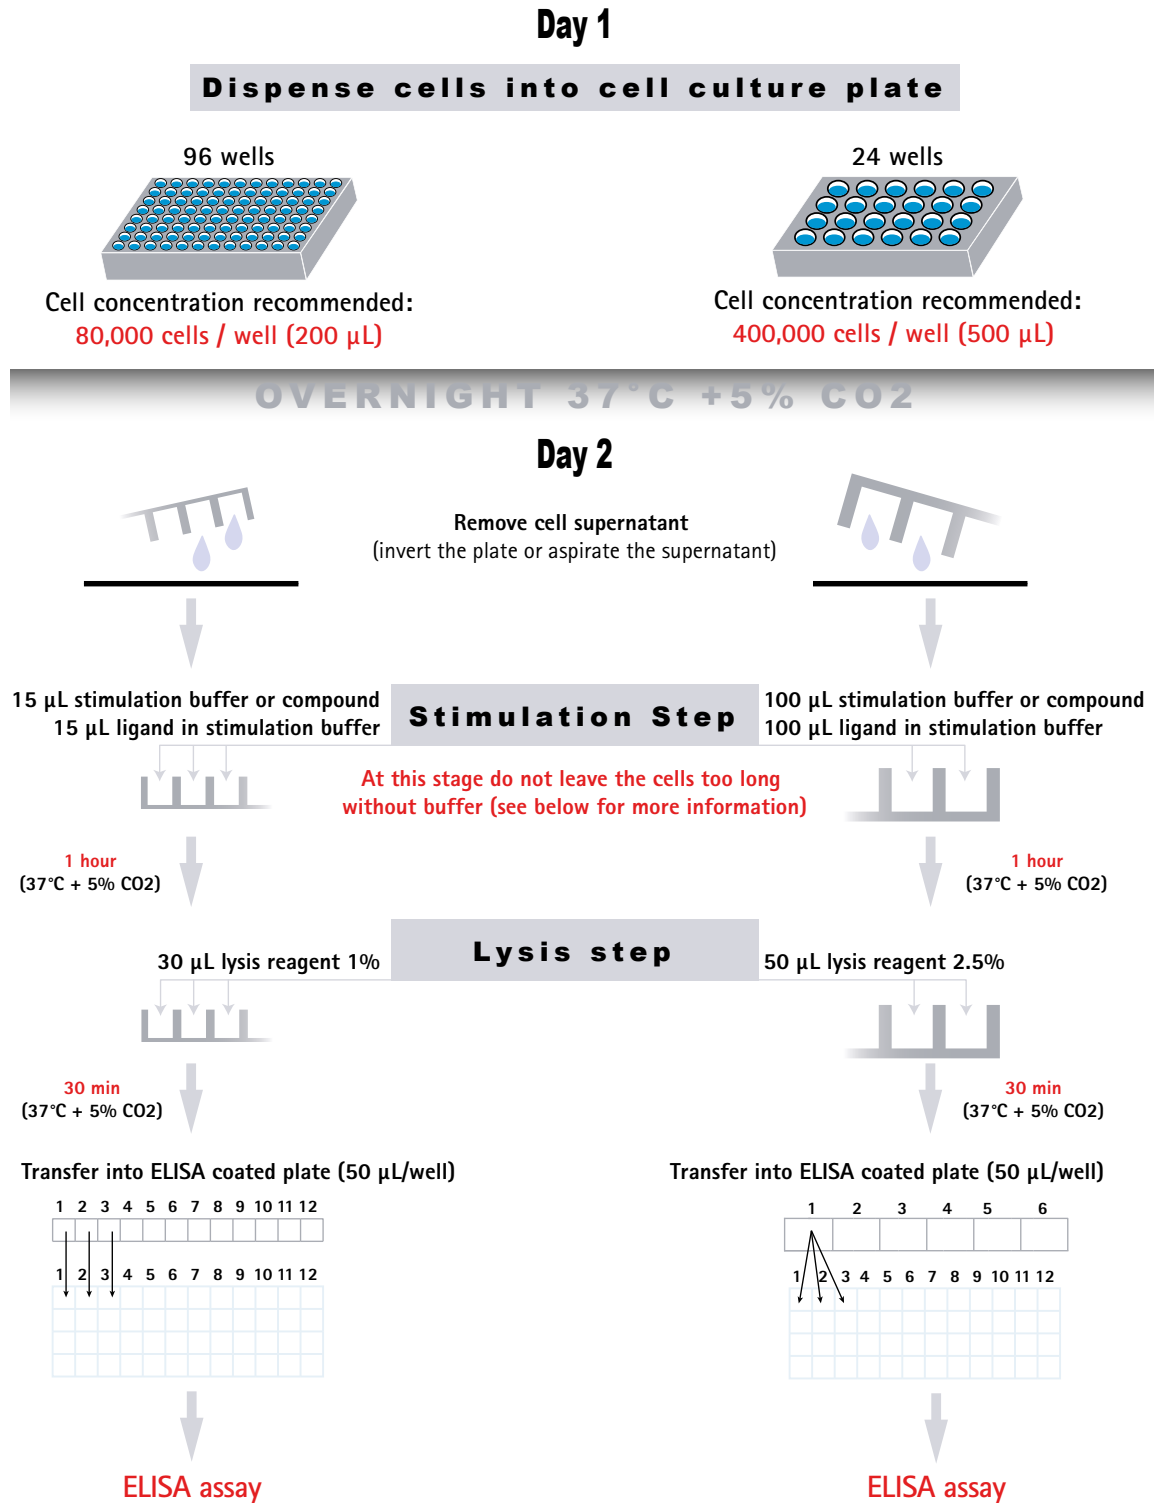 Day 1
Dispense cells into cell culture plate
96 wells
24 wells
Cell concentration recommended:
80,000 cells / well (200 µL)
Cell concentration recommended:
400,000 cells / well (500 µL)
OVERNIGHT 37°C +5% CO2
Day 2
Remove cell supernatant
(invert the plate or aspirate the supernatant)
15 µL stimulation buffer or compound
15 µL ligand in stimulation buffer
Stimulation Step
100 µL stimulation buffer or compound
100 µL ligand in stimulation buffer
At this stage do not leave the cells too long
without buffer (see below for more information)
1 hour
(37°C + 5% CO2)
1 hour
(37°C + 5% CO2)
Lysis step
30 µL lysis reagent 1%
50 µL lysis reagent 2.5%
30 min
(37°C + 5% CO2)
30 min
(37°C + 5% CO2)
Transfer into ELISA coated plate (50 µL/well)
1 2 3 4 5 6 7 8 9 10 11 12
1 2 3 4 5 6 7 8 9 10 11 12
Transfer into ELISA coated plate (50 µL/well)
1 2 3 4 5 6
1 2 3 4 5 6 7 8 9 10 11 12
ELISA assay
ELISA assay